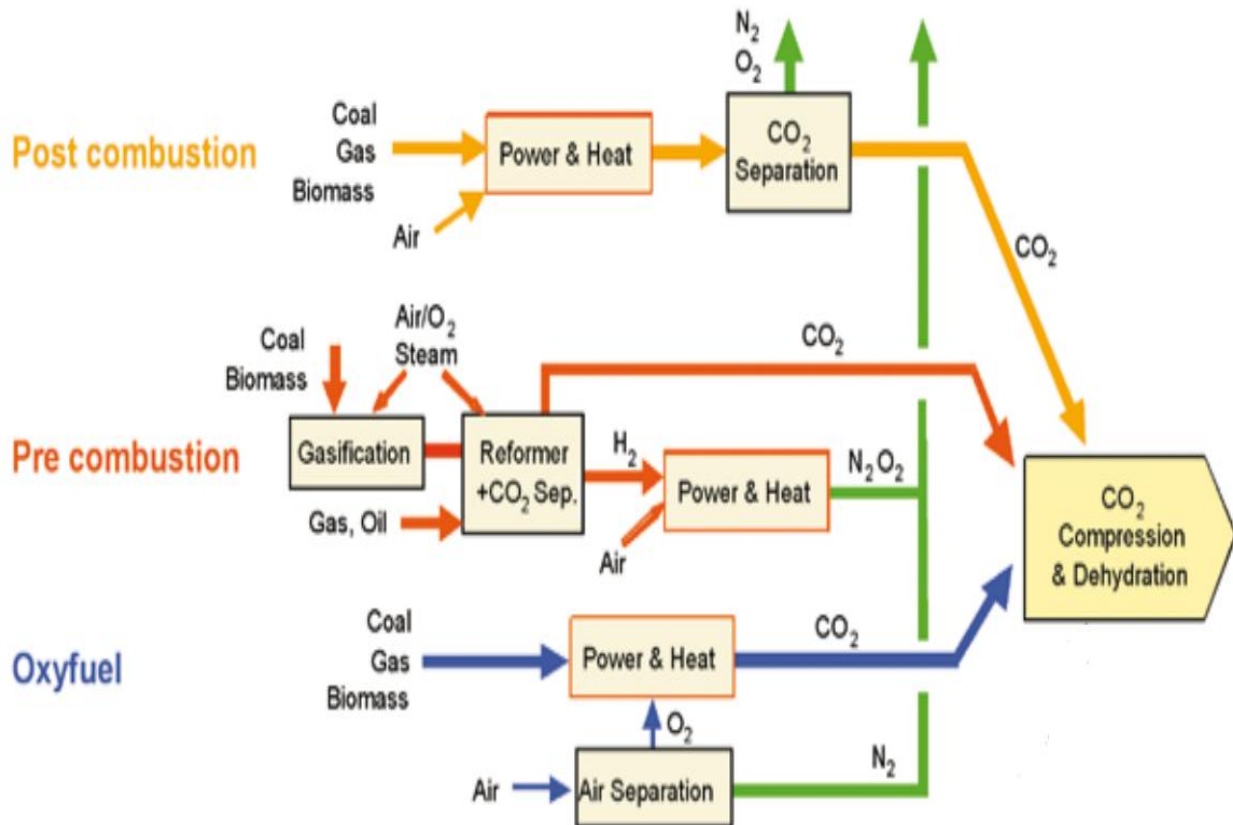 N₂
O₂
Coal
Gas
Biomass
Post combustion
Power & Heat
CO₂
Separation
Air
CO₂
Air/O₂
Steam
Coal
Biomass
CO₂
Pre combustion
Gasification
Reformer
+CO₂ Sep.
H₂
Power & Heat
N₂ O₂
Gas, Oil
Air
CO₂
Compression
& Dehydration
Coal
Gas
Biomass
Oxyfuel
Power & Heat
CO₂
O₂
Air
Air Separation
N₂